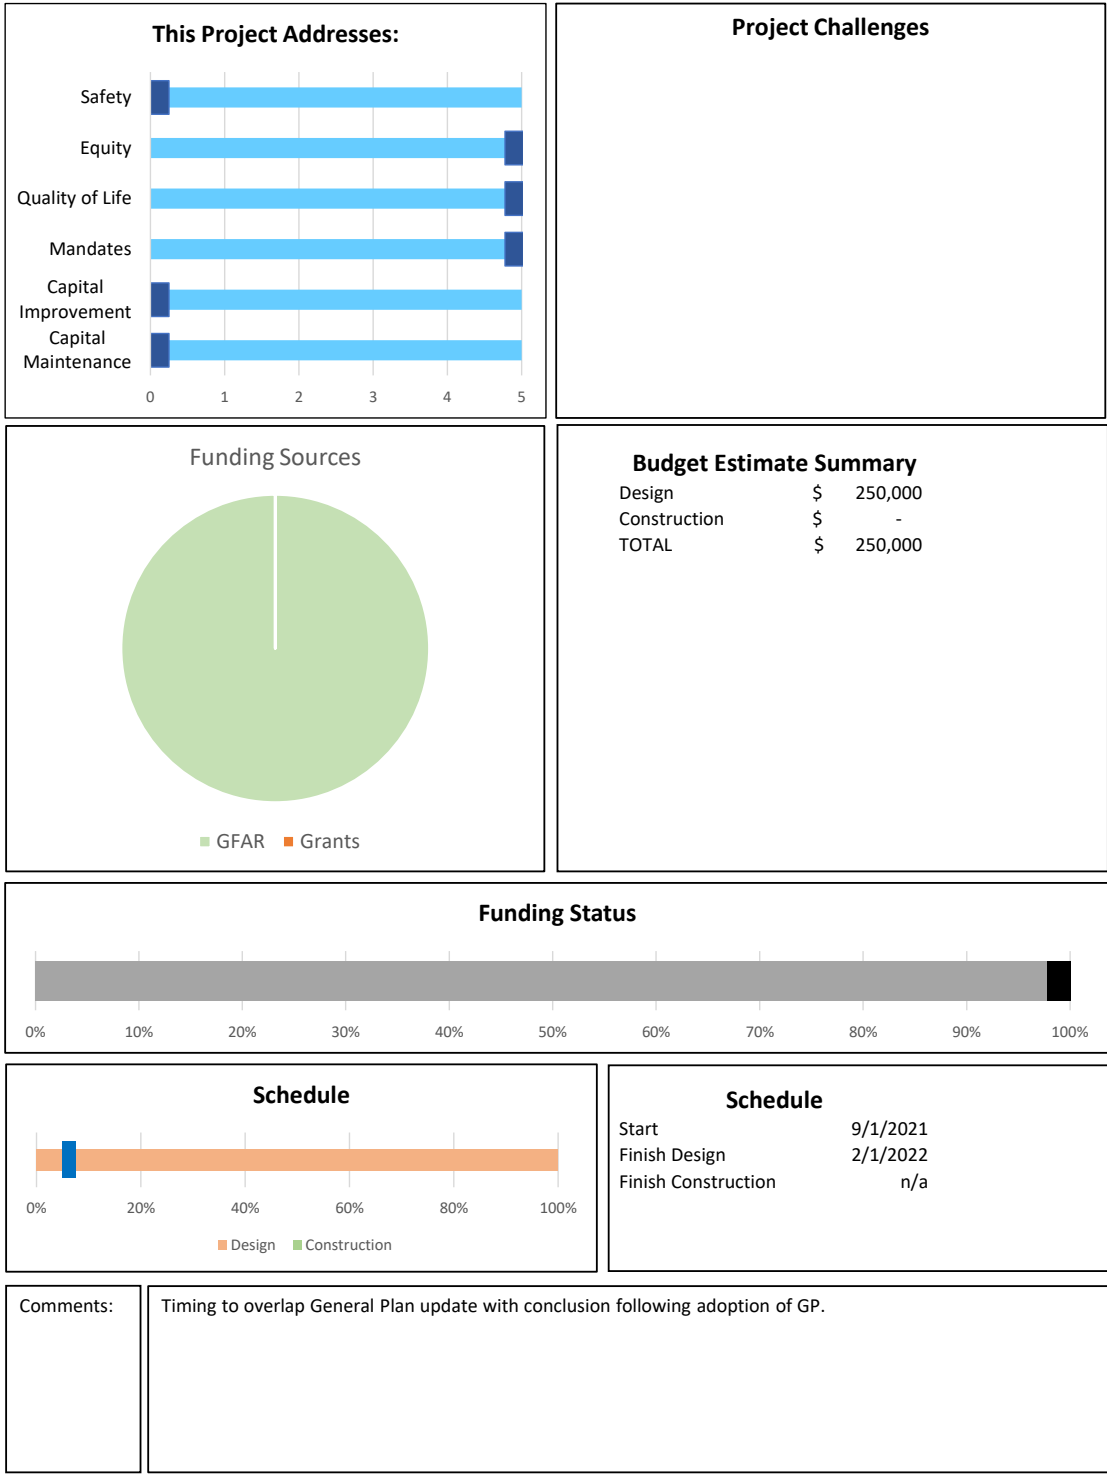 This Project Addresses:
Safety
Equity
Quality of Life
Mandates
Capital
Improvement
Capital
Maintenance
0 1 2 3 4 5
Project Challenges
Funding Sources
GFAR Grants
Budget Estimate Summary
Design $ 250,000
Construction $ -
TOTAL $ 250,000
Funding Status
0% 10% 20% 30% 40% 50% 60% 70% 80% 90% 100%
Schedule
0% 20% 40% 60% 80% 100%
Design Construction
Schedule
Start 9/1/2021
Finish Design 2/1/2022
Finish Construction n/a
Comments:
Timing to overlap General Plan update with conclusion following adoption of GP.